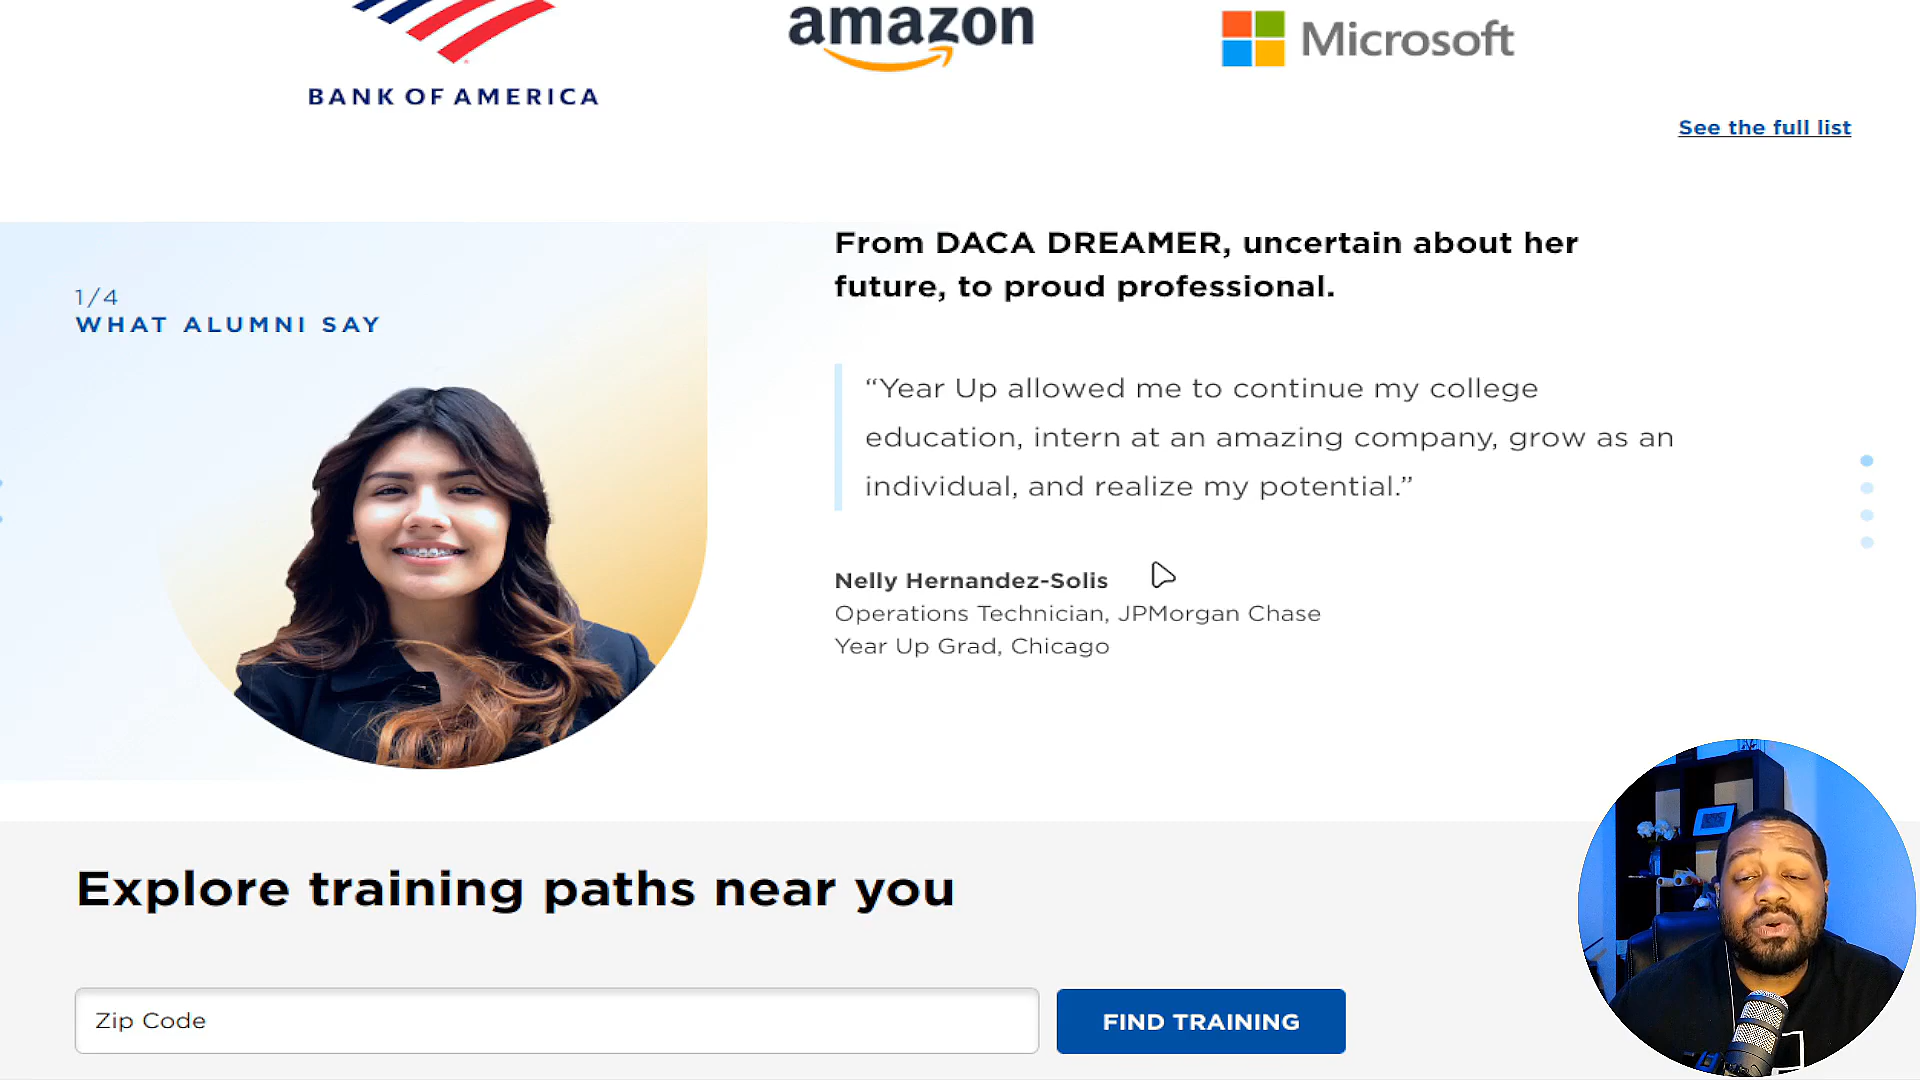 BANK OF AMERICA
amazon
Microsoft
See the full list
1/4
WHAT ALUMNI SAY
From DACA DREAMER, uncertain about her
future, to proud professional.
“Year Up allowed me to continue my college
education, intern at an amazing company, grow as an
individual, and realize my potential.”
Nelly Hernandez-Solis
Operations Technician, JPMorgan Chase
Year Up Grad, Chicago
Explore training paths near you
Zip Code
FIND TRAINING